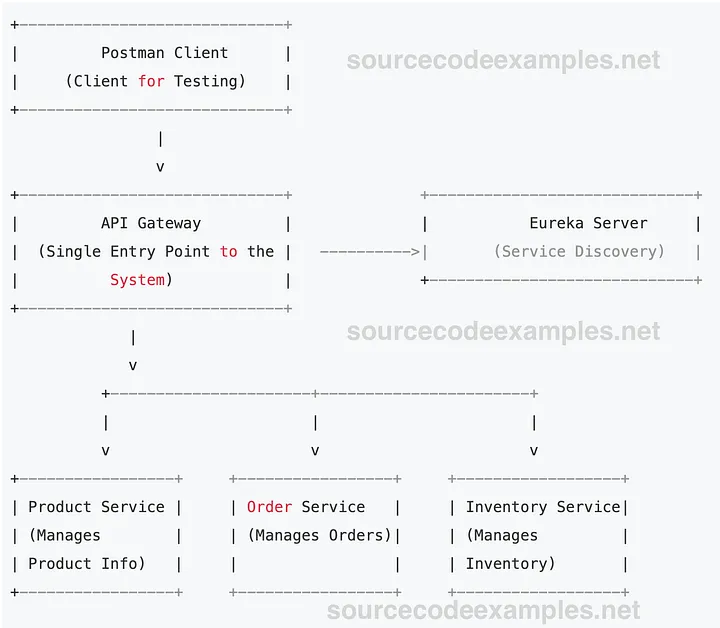 Postman Client
(Client for Testing)
sourcecodeexamples.net
API Gateway
(Single Entry Point to the
System)
Eureka Server
(Service Discovery)
sourcecodeexamples.net
Product Service
(Manages
Product Info)
Order Service
(Manages Orders)
Inventory Service
(Manages
Inventory)
sourcecodeexamples.net